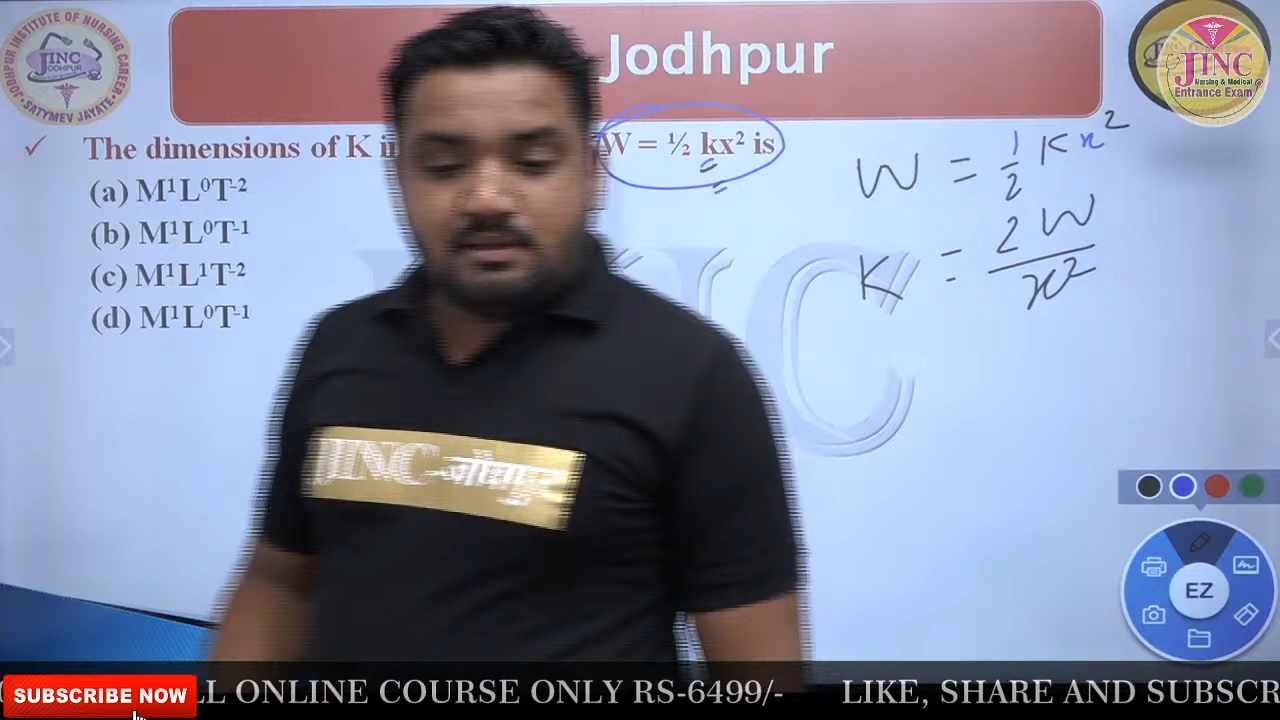 JODHPUR INSTITUTE OF NURSING CAREER
JINC
JODHPUR
SATYMEV JAYATE
Jodhpur
JINC
Nursing & Medical
Entrance Exam
✓ The dimensions of K in W = ½ kx² is
(a) M¹L⁰T⁻²
(b) M¹L⁰T⁻¹
(c) M¹L¹T⁻²
(d) M¹L⁰T⁻¹
W = 1/2 K x²
K = 2W/x²
JINC-जोधपुर
EZ
SUBSCRIBE NOW
LL ONLINE COURSE ONLY RS-6499/- LIKE, SHARE AND SUBSCR